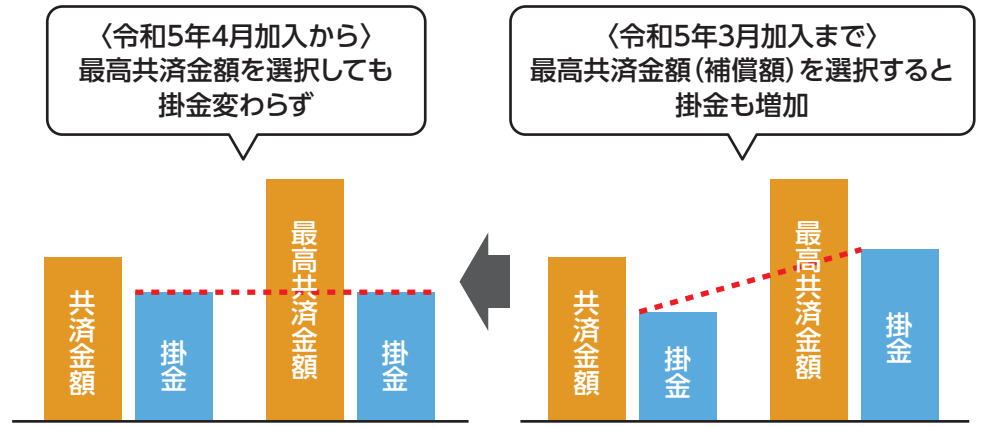 〈令和5年4月加入から〉
最高共済金額を選択しても
掛金変わらず
共済金額
掛金
最高共済金額
掛金
〈令和5年3月加入まで〉
最高共済金額(補償額)を選択すると
掛金も増加
共済金額
掛金
最高共済金額
掛金